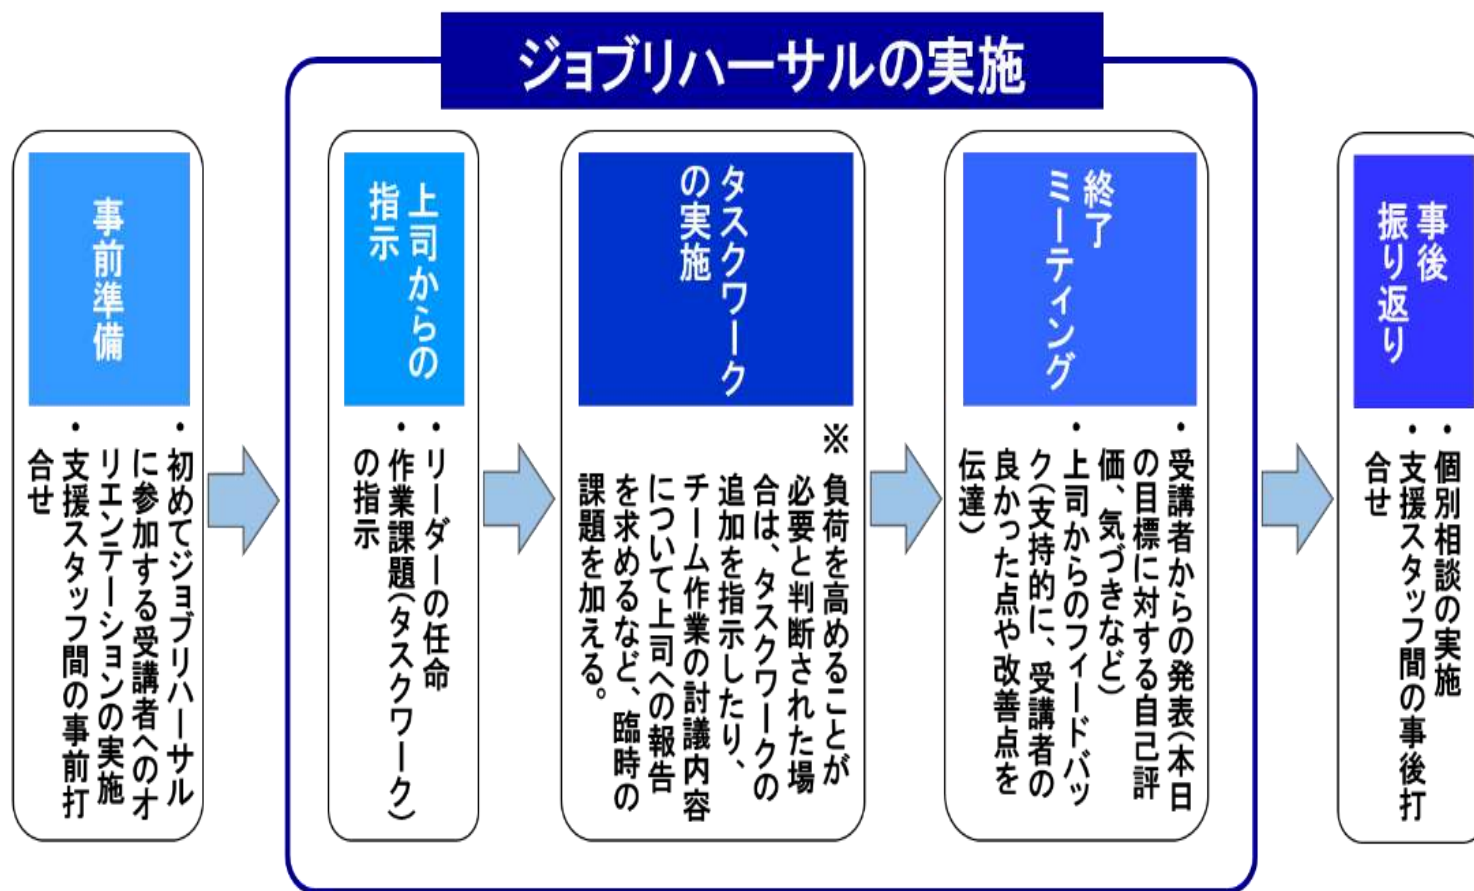 ジョブリハーサルの実施
事前準備
・初めてジョブリハーサル
に参加する受講者へのオ
リエンテーションの実施
・支援スタッフ間の事前打
合せ
上司からの
指示
・リーダーの任命
・作業課題（タスクワーク）
の指示
タスクワーク
の実施
※負荷を高めることが
必要と判断された場
合は、タスクワークの
追加を指示したり、
チーム作業の討議内容
について上司への報告
を求めるなど、臨時の
課題を加える。
終了
ミーティング
・受講者からの発表（本日
の目標に対する自己評
価、気づきなど）
・上司からのフィードバッ
ク（支持的に、受講者の
良かった点や改善点を
伝達）
事後
振り返り
・個別相談の実施
・支援スタッフ間の事後打
合せ